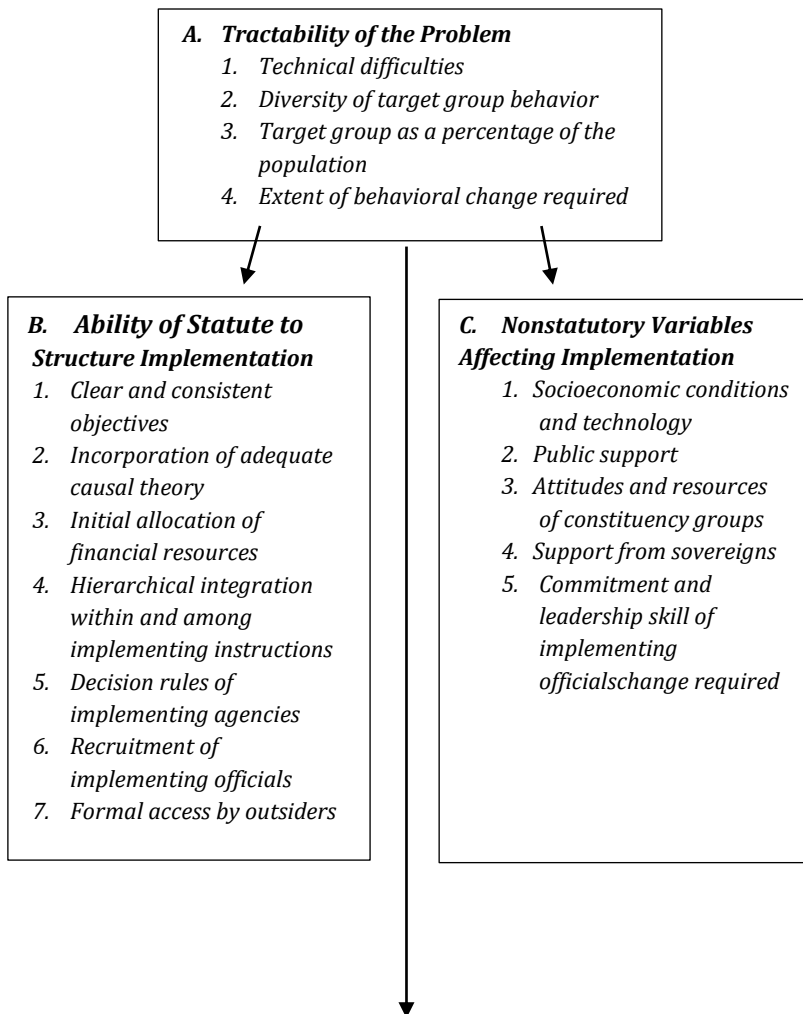 A. Tractability of the Problem
1. Technical difficulties
2. Diversity of target group behavior
3. Target group as a percentage of the
population
4. Extent of behavioral change required
B. Ability of Statute to
Structure Implementation
1. Clear and consistent
objectives
2. Incorporation of adequate
causal theory
3. Initial allocation of
financial resources
4. Hierarchical integration
within and among
implementing instructions
5. Decision rules of
implementing agencies
6. Recruitment of
implementing officials
7. Formal access by outsiders
C. Nonstatutory Variables
Affecting Implementation
1. Socioeconomic conditions
and technology
2. Public support
3. Attitudes and resources
of constituency groups
4. Support from sovereigns
5. Commitment and
leadership skill of
implementing
officialschange required